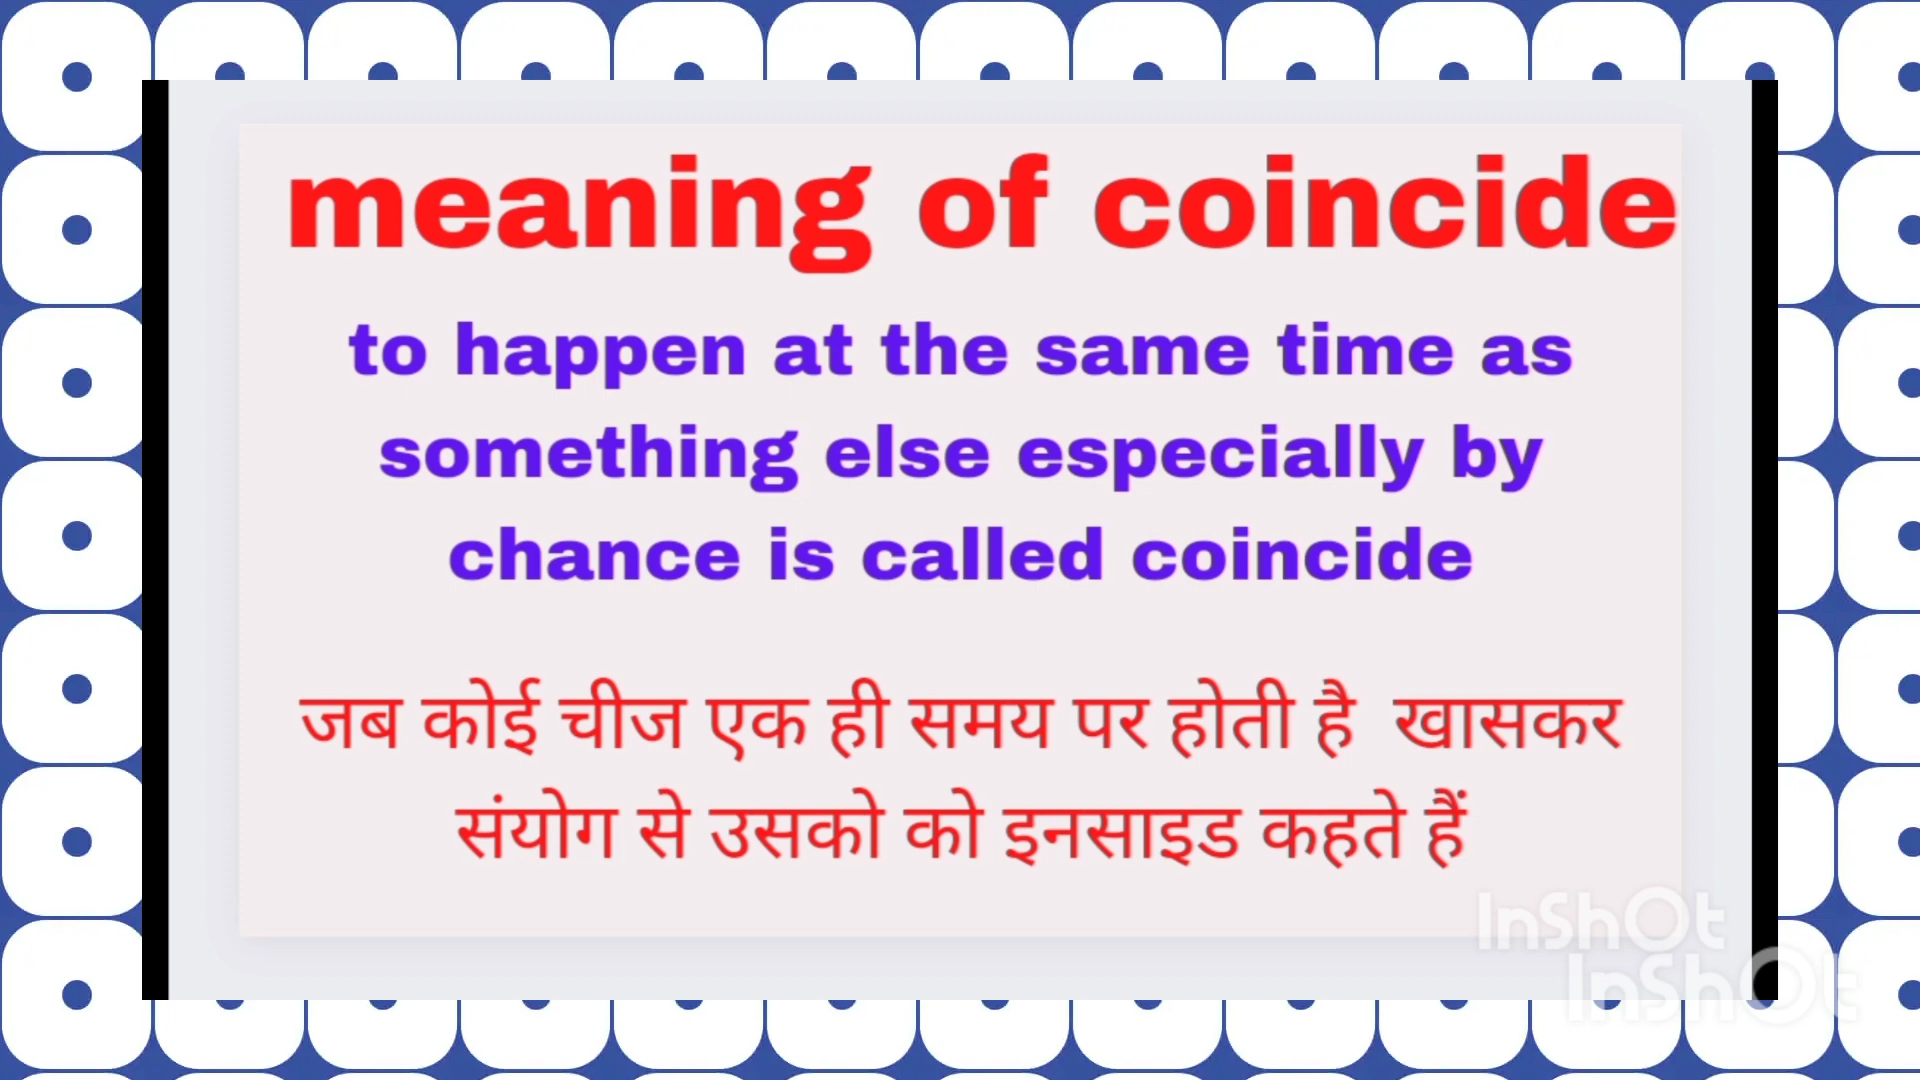 meaning of coincide
to happen at the same time as
something else especially by
chance is called coincide
जब कोई चीज एक ही समय पर होती है खासकर
संयोग से उसको को इनसाइड कहते हैं
InShOt
InShOt